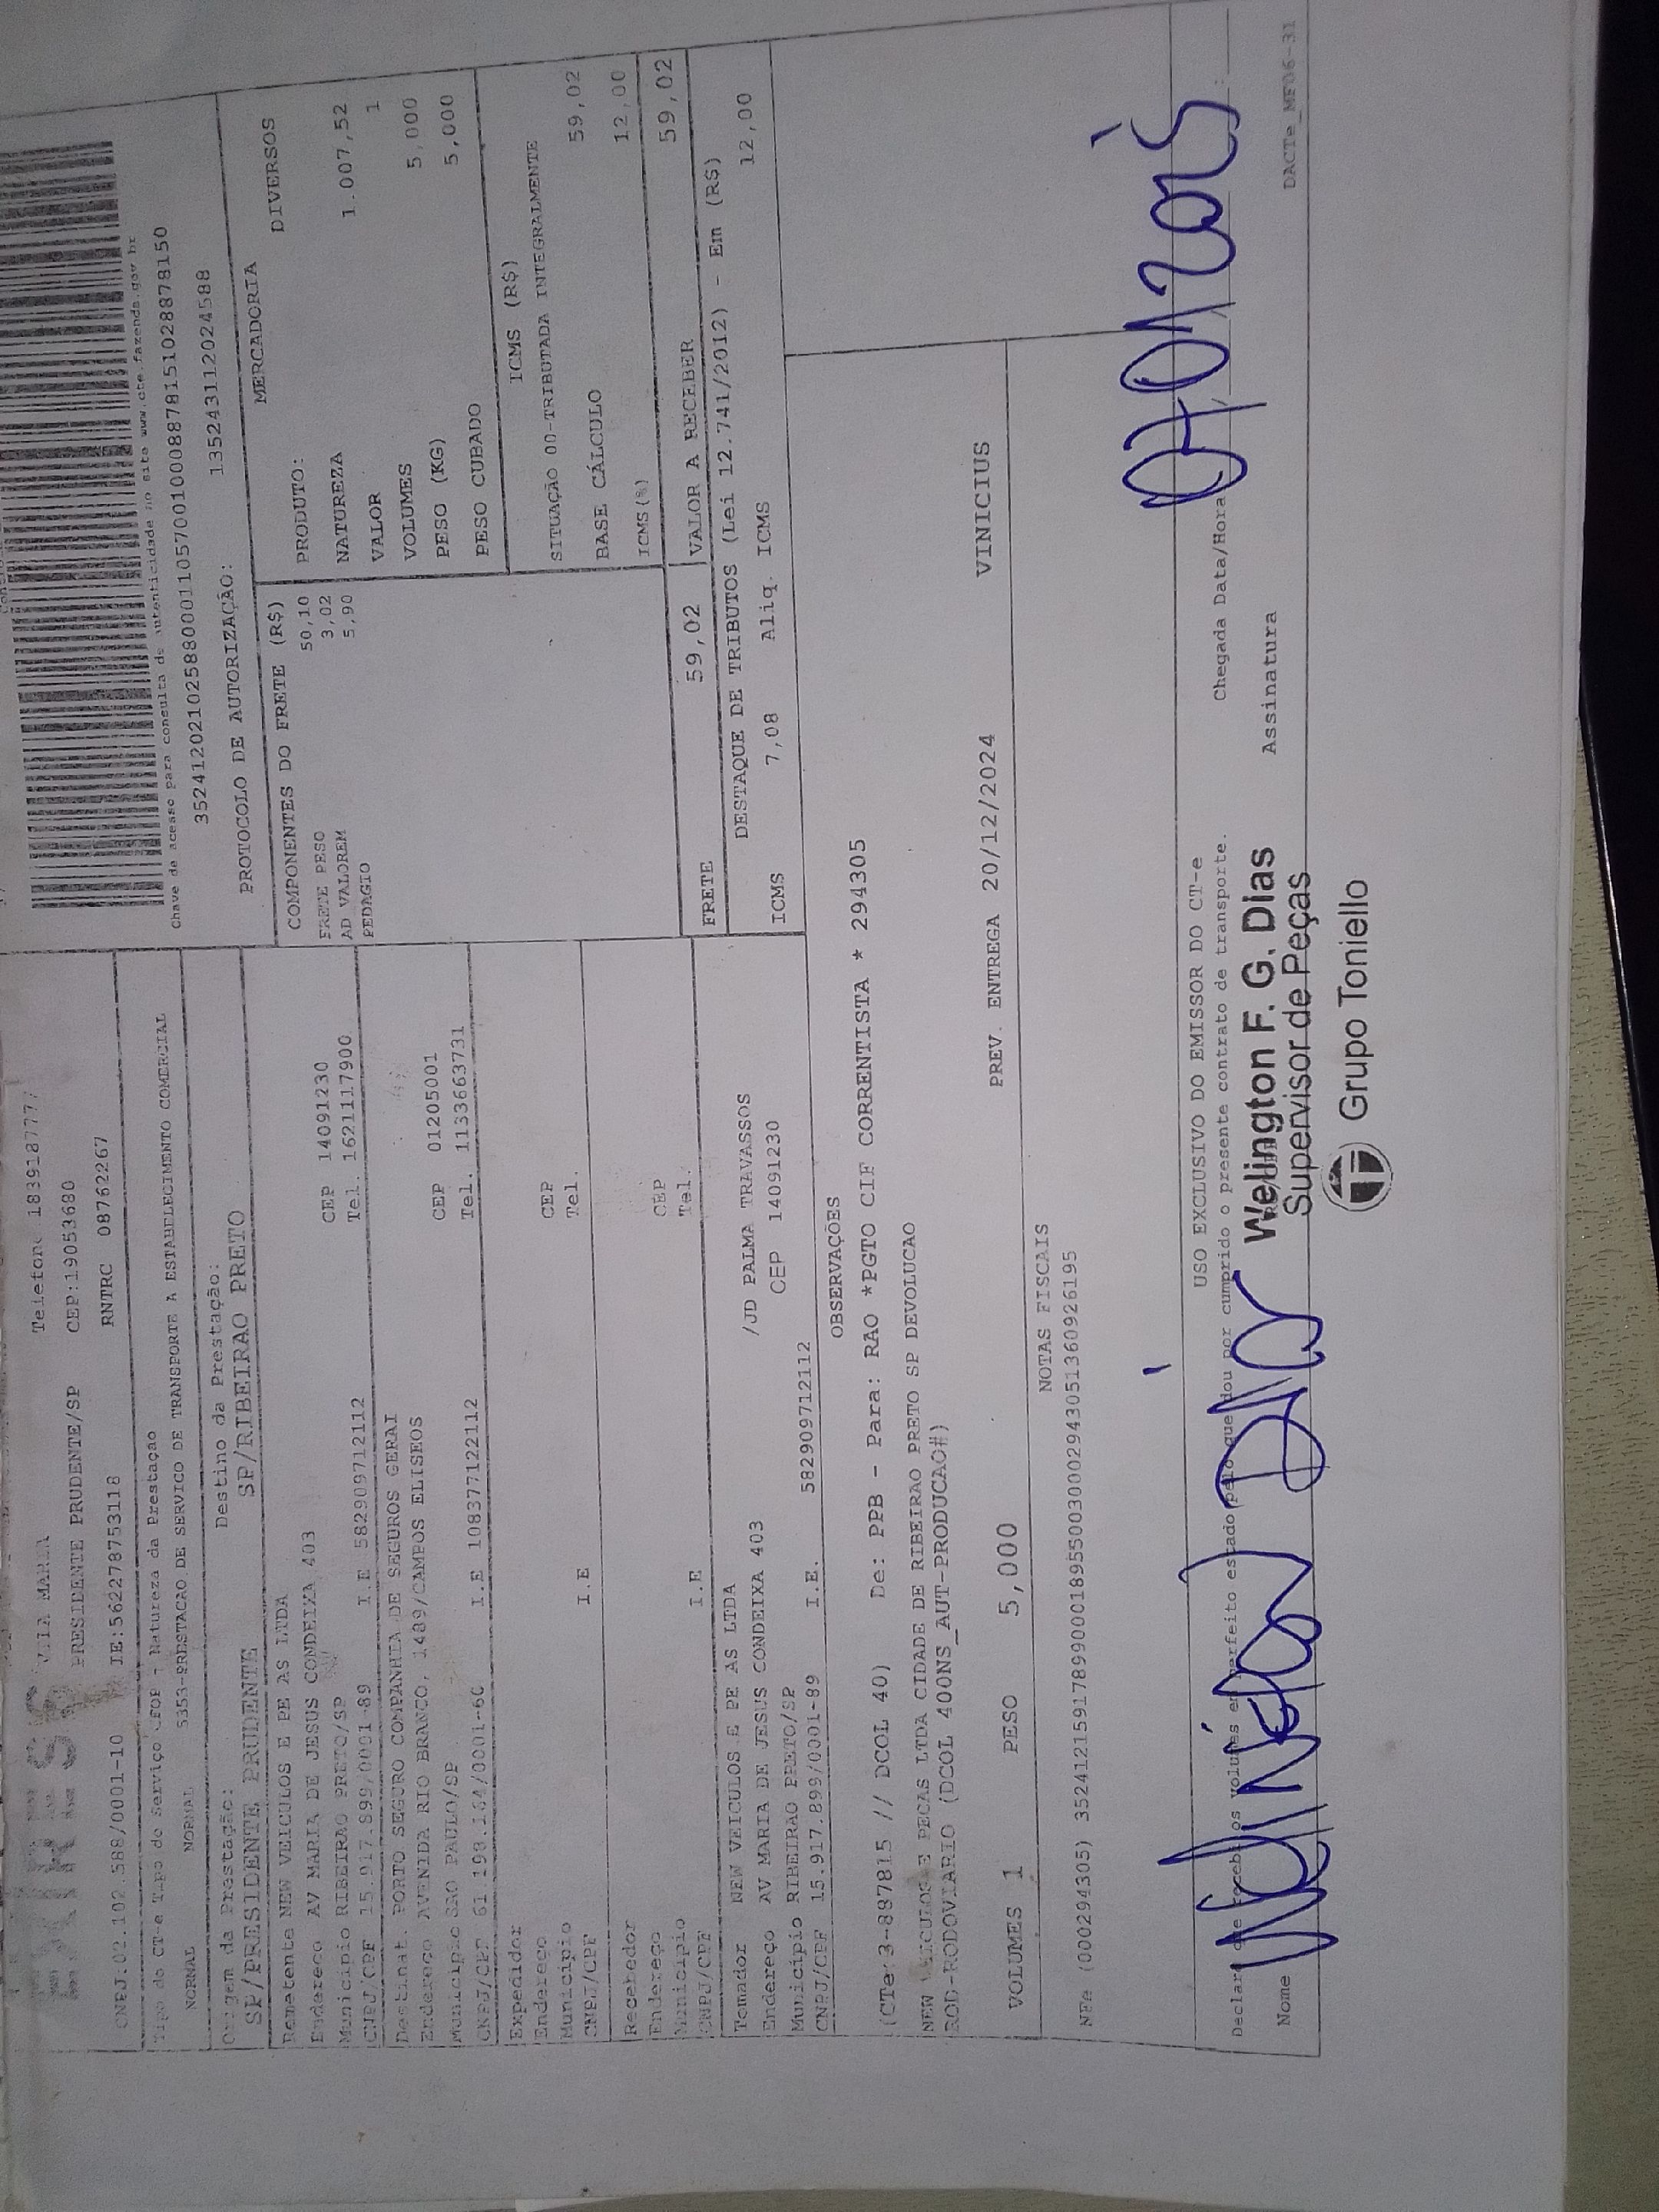 Telefone 1839187777
VILA MARIA
PRESIDENTE PRUDENTE/SP CEP:19053680
CNPJ:02.102.588/0001-10 IE:562278753118 RNTRC 08762267
Tipo do CT-e Tipo do Serviço CFOP - Natureza da Prestação
NORMAL NORMAL 5353-PRESTACAO DE SERVICO DE TRANSPORTE A ESTABELECIMENTO COMERCIAL
Origem da Prestação: Destino da Prestação:
SP/PRESIDENTE PRUDENTE SP/RIBEIRAO PRETO
Chave de acesso para consulta de autenticidade no site www.cte.fazenda.gov.br
35241202102588000110570010008878151028878150
PROTOCOLO DE AUTORIZAÇÃO: 135243112024588
Remetente NEW VEICULOS E PE AS LTDA
Endereco AV MARIA DE JESUS CONDEIXA 403 CEP 14091230
Municipio RIBEIRAO PRETO/SP Tel. 1621117900
CNPJ/CPF 15.917.899/0001-89 I.E 582909712112
Destinat. PORTO SEGURO COMPANHIA DE SEGUROS GERAI
Endereço AVENIDA RIO BRANCO, 1489/CAMPOS ELISEOS CEP 01205001
Municipio SAO PAULO/SP Tel. 1133663731
CNPJ/CPF 61.198.164/0001-60 I.E 108377122112
Expedidor
Endereço CEP
Municipio Tel.
CNPJ/CPF I.E
Recebedor
Endereço CEP
Municipio Tel.
CNPJ/CPF I.E
Tomador NEW VEICULOS E PE AS LTDA
Endereço AV MARIA DE JESUS CONDEIXA 403 /JD PALMA TRAVASSOS
Municipio RIBEIRAO PRETO/SP CEP 14091230
CNPJ/CPF 15.917.899/0001-89 I.E. 582909712112
COMPONENTES DO FRETE (R$)
FRETE PESO 50,10
AD VALOREM 3,02
PEDAGIO 5,90
MERCADORIA
PRODUTO: DIVERSOS
NATUREZA
VALOR 1.007,52
VOLUMES 1
PESO (KG) 5,000
PESO CUBADO 5,000
ICMS (R$)
SITUAÇÃO 00-TRIBUTADA INTEGRALMENTE
BASE CÁLCULO 59,02
ICMS(%) 12,00
FRETE 59,02 VALOR A RECEBER 59,02
DESTAQUE DE TRIBUTOS (Lei 12.741/2012) - Em (R$)
ICMS 7,08 Aliq. ICMS 12,00
OBSERVAÇÕES
(CTe:3-887815 // DCOL 40) De: PPB - Para: RAO *PGTO CIF CORRENTISTA * 294305
NEW VEICULOS E PECAS LTDA CIDADE DE RIBEIRAO PRETO SP DEVOLUCAO
ROD-RODOVIARIO (DCOL 400NS_AUT-PRODUCAO#)
VOLUMES 1 PESO 5,000 PREV. ENTREGA 20/12/2024 VINICIUS
NOTAS FISCAIS
NFe (000294305) 35241215917899000189550030002943051360926195
USO EXCLUSIVO DO EMISSOR DO CT-e
Declaro que recebi os volumes em perfeito estado pelo que dou por cumprido o presente contrato de transporte. Chegada Data/Hora
Nome Assinatura
Welington F. G. Dias
Supervisor de Peças
Grupo Toniello
DACTe_MF06-31